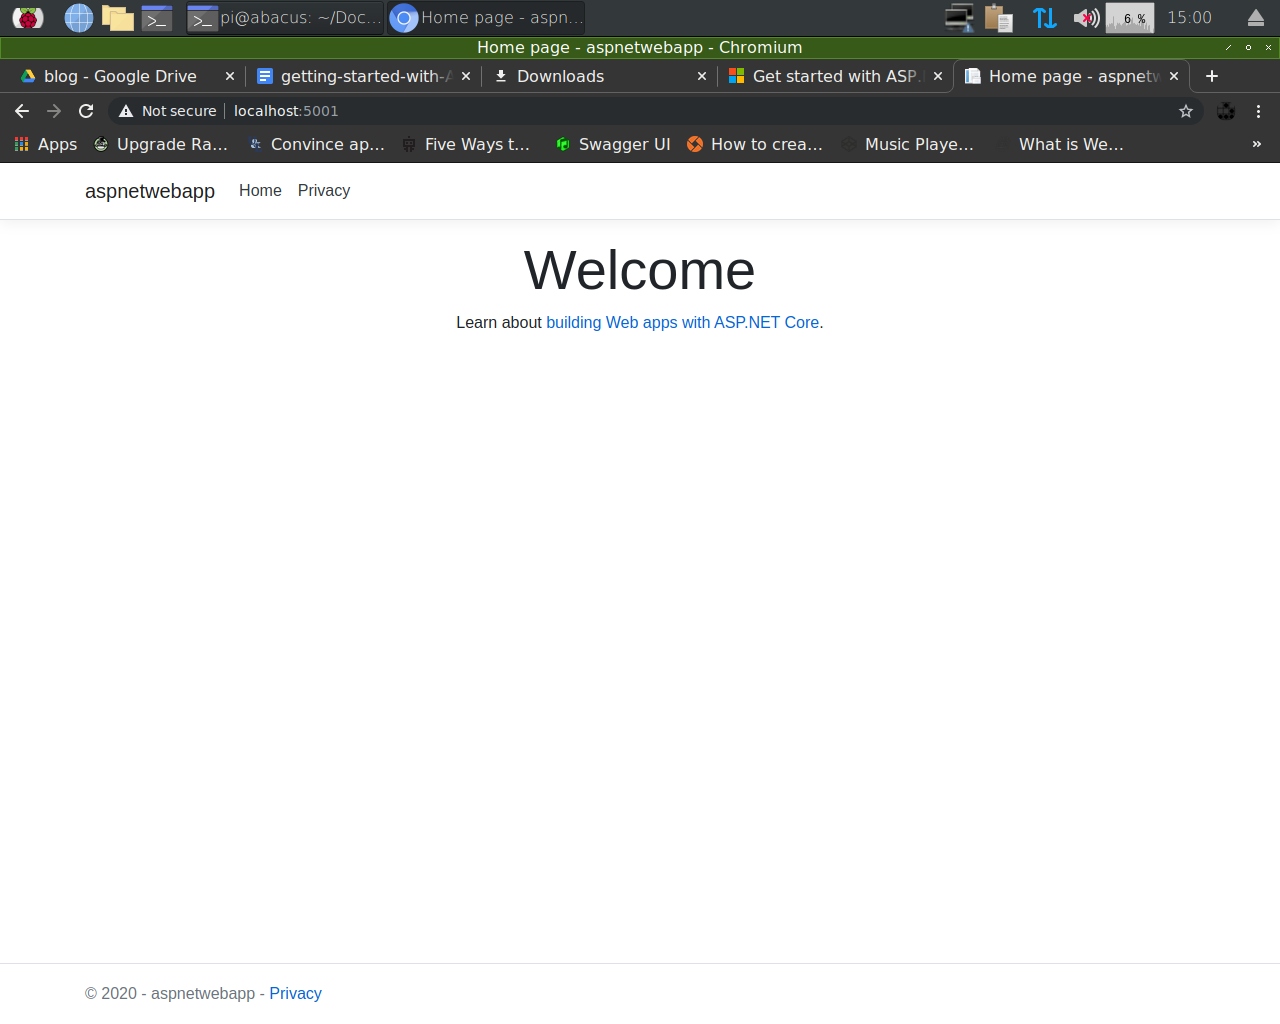 pi@abacus: ~/Doc...
Home page - aspn...
6 %
15:00
Home page - aspnetwebapp - Chromium
blog - Google Drive
getting-started-with-A
Downloads
Get started with ASP.
Home page - aspnetw
Not secure
localhost:5001
Apps
Upgrade Ra...
Convince ap...
Five Ways t...
Swagger UI
How to crea...
Music Playe...
What is We...
aspnetwebapp
Home
Privacy
Welcome
Learn about building Web apps with ASP.NET Core.
© 2020 - aspnetwebapp - Privacy